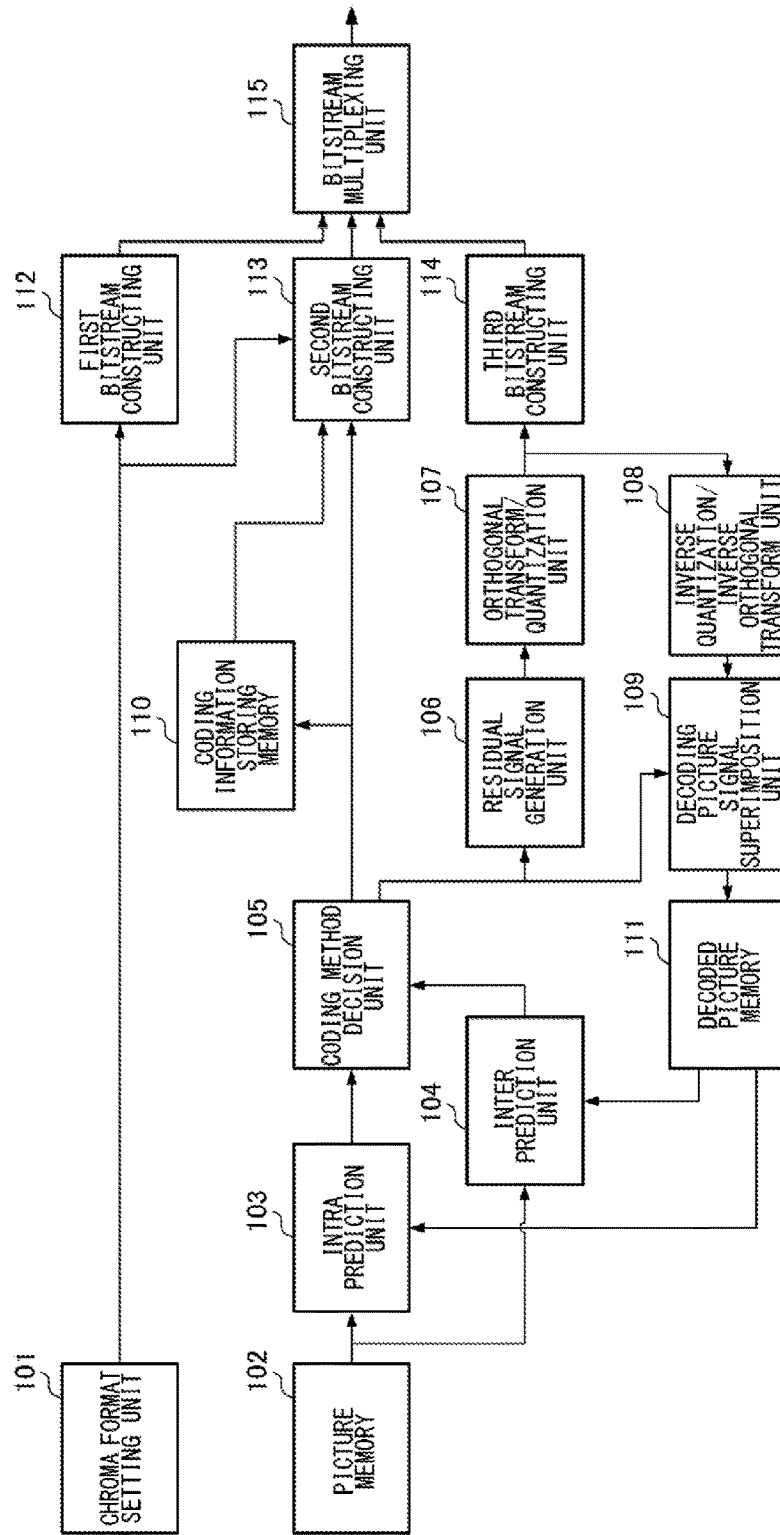 101
CHROMA FORMAT
SETTING UNIT
102
PICTURE
MEMORY
103
INTRA
PREDICTION
UNIT
104
INTER
PREDICTION
UNIT
105
CODING METHOD
DECISION
UNIT
106
RESIDUAL
SIGNAL
GENERATION
UNIT
107
ORTHOGONAL
TRANSFORM/
QUANTIZATION
UNIT
108
INVERSE
QUANTIZATION/
INVERSE
ORTHOGONAL
TRANSFORM UNIT
109
DECODING
PICTURE
SIGNAL
SUPERIMPOSITION
UNIT
110
CODING
INFORMATION
STORING
MEMORY
111
DECODED
PICTURE
MEMORY
112
FIRST
BITSTREAM
CONSTRUCTING
UNIT
113
SECOND
BITSTREAM
CONSTRUCTING
UNIT
114
THIRD
BITSTREAM
CONSTRUCTING
UNIT
115
BITSTREAM
MULTIPLEXING
UNIT